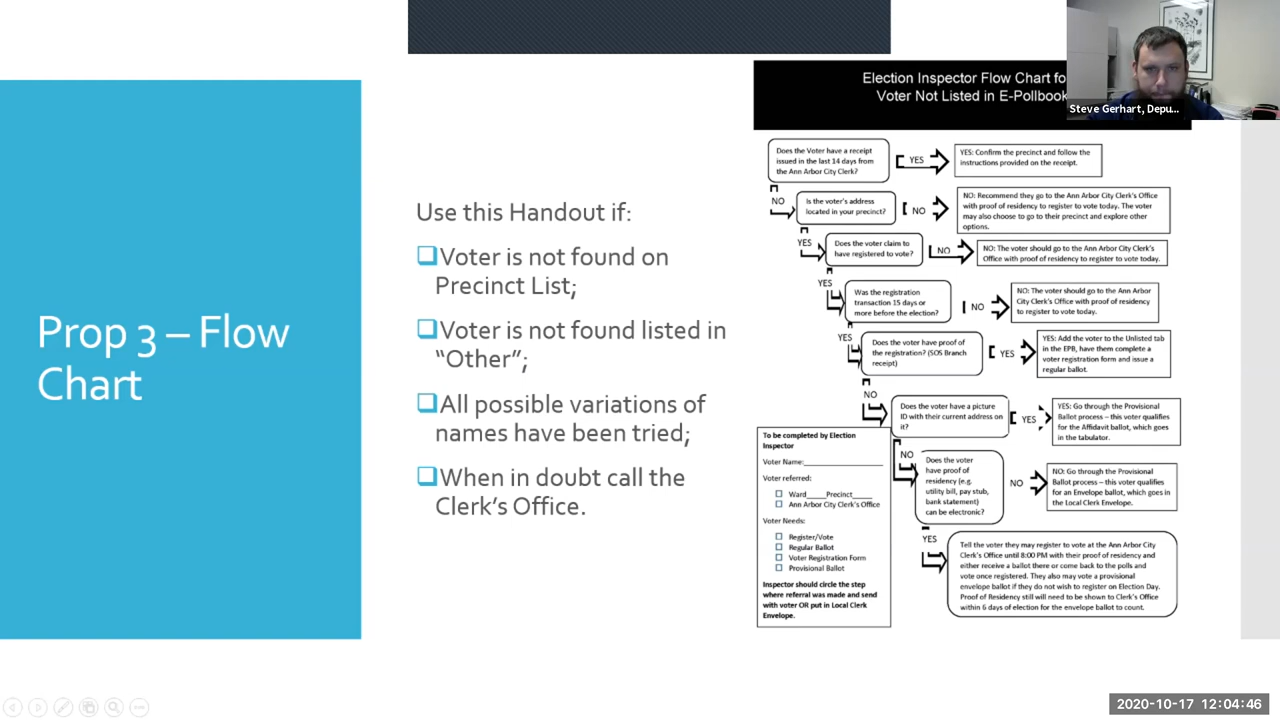 Prop 3 – Flow
Chart
Use this Handout if:
Voter is not found on
Precinct List;
Voter is not found listed in
“Other”;
All possible variations of
names have been tried;
When in doubt call the
Clerk’s Office.
Election Inspector Flow Chart fo
Voter Not Listed in E-Pollbook
Steve Gerhart, Depu...
Does the Voter have a receipt
issued in the last 14 days from
the Ann Arbor City Clerk?
YES
YES: Confirm the precinct and follow the
instructions provided on the receipt.
NO
Is the voter’s address
located in your precinct?
NO
NO: Recommend they go to the Ann Arbor City Clerk’s Office
with proof of residency to register to vote today. The voter
may also choose to go to their precinct and explore other
options.
YES
Does the voter claim to
have registered to vote?
NO
NO: The voter should go to the Ann Arbor City Clerk’s
Office with proof of residency to register to vote today.
YES
Was the registration
transaction 15 days or
more before the election?
NO
NO: The voter should go to the Ann Arbor
City Clerk’s Office with proof of residency
to register to vote today.
YES
Does the voter have proof of
the registration? (SOS Branch
receipt)
YES
YES: Add the voter to the Unlisted tab
in the EPB, have them complete a
voter registration form and issue a
regular ballot.
NO
Does the voter have a picture
ID with their current address on
it?
YES
YES: Go through the Provisional
Ballot process – this voter qualifies
for the Affidavit ballot, which goes
in the tabulator.
NO
Does the voter
have proof of
residency (e.g.
utility bill, pay stub,
bank statement)
can be electronic?
NO
NO: Go through the Provisional
Ballot process – this voter qualifies
for an Envelope ballot, which goes in
the Local Clerk Envelope.
YES
Tell the voter they may register to vote at the Ann Arbor City
Clerk’s Office until 8:00 PM with their proof of residency and
either receive a ballot there or come back to the polls and
vote once registered. They also may vote a provisional
envelope ballot if they do not wish to register on Election Day.
Proof of Residency still will need to be shown to Clerk’s Office
within 6 days of election for the envelope ballot to count.
To be completed by Election
Inspector
Voter Name:
Voter referred:
Ward_____Precinct_____
Ann Arbor City Clerk’s Office
Voter Needs:
Register/Vote
Regular Ballot
Voter Registration Form
Provisional Ballot
Inspector should circle the step
where referral was made and send
with voter OR put in Local Clerk
Envelope.
2020-10-17 12:04:46